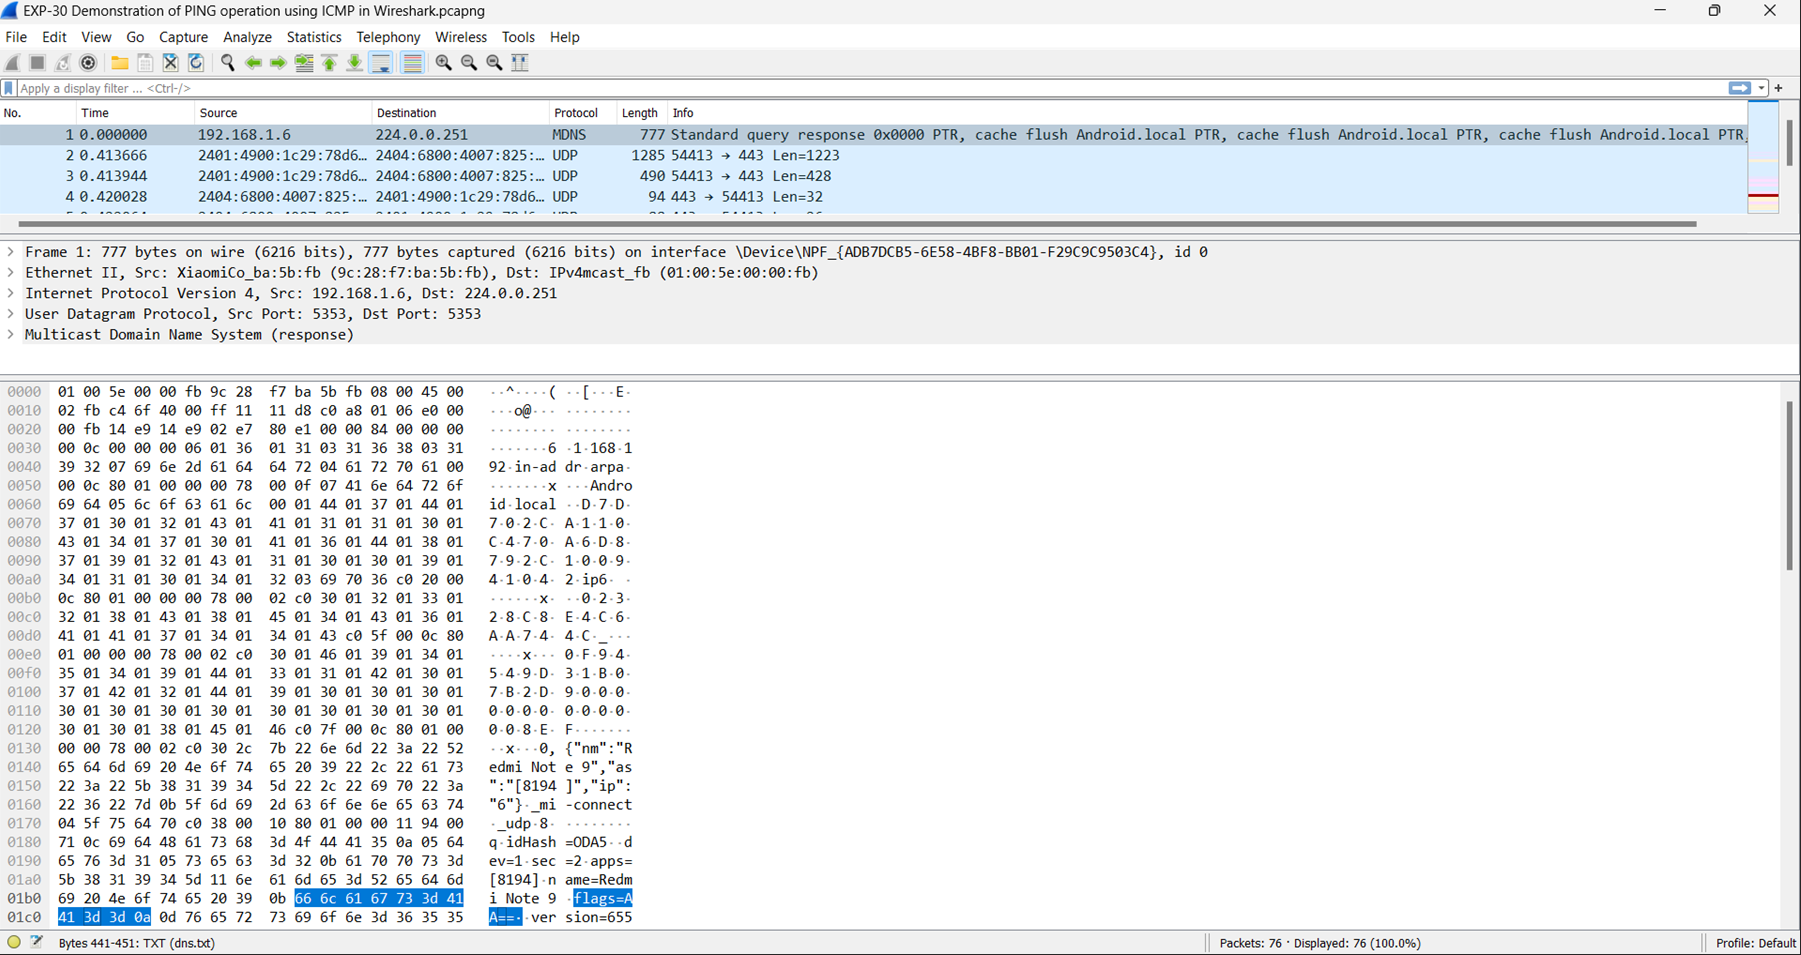 EXP-30 Demonstration of PING operation using ICMP in Wireshark.pcapng
File Edit View Go Capture Analyze Statistics Telephony Wireless Tools Help
Apply a display filter ... <Ctrl-/>
No. Time Source Destination Protocol Length Info
1 0.000000 192.168.1.6 224.0.0.251 MDNS 777 Standard query response 0x0000 PTR, cache flush Android.local PTR, cache flush Android.local PTR, cache flush Android.local PTR,
2 0.413666 2401:4900:1c29:78d6… 2404:6800:4007:825:… UDP 1285 54413 → 443 Len=1223
3 0.413944 2401:4900:1c29:78d6… 2404:6800:4007:825:… UDP 490 54413 → 443 Len=428
4 0.420028 2404:6800:4007:825:… 2401:4900:1c29:78d6… UDP 94 443 → 54413 Len=32
Frame 1: 777 bytes on wire (6216 bits), 777 bytes captured (6216 bits) on interface \Device\NPF_{ADB7DCB5-6E58-4BF8-BB01-F29C9C9503C4}, id 0
Ethernet II, Src: XiaomiCo_ba:5b:fb (9c:28:f7:ba:5b:fb), Dst: IPv4mcast_fb (01:00:5e:00:00:fb)
Internet Protocol Version 4, Src: 192.168.1.6, Dst: 224.0.0.251
User Datagram Protocol, Src Port: 5353, Dst Port: 5353
Multicast Domain Name System (response)
0000 01 00 5e 00 00 fb 9c 28 f7 ba 5b fb 08 00 45 00 ··^····( ··[···E·
0010 02 fb c4 6f 40 00 ff 11 11 d8 c0 a8 01 06 e0 00 ···o@··· ········
0020 00 fb 14 e9 14 e9 02 e7 80 e1 00 00 84 00 00 00 ········ ········
0030 00 0c 00 00 00 06 01 36 01 31 03 31 36 38 03 31 ·······6 ·1·168·1
0040 39 32 07 69 6e 2d 61 64 64 72 04 61 72 70 61 00 92·in-ad dr·arpa·
0050 00 0c 80 01 00 00 00 78 00 0f 07 41 6e 64 72 6f ·······x ···Andro
0060 69 64 05 6c 6f 63 61 6c 00 01 44 01 37 01 44 01 id·local ··D·7·D·
0070 37 01 30 01 32 01 43 01 41 01 31 01 31 01 30 01 7·0·2·C· A·1·1·0·
0080 43 01 34 01 37 01 30 01 41 01 36 01 44 01 38 01 C·4·7·0· A·6·D·8·
0090 37 01 39 01 32 01 43 01 31 01 30 01 30 01 39 01 7·9·2·C· 1·0·0·9·
00a0 34 01 31 01 30 01 34 01 32 03 69 70 36 c0 20 00 4·1·0·4· 2·ip6· ·
00b0 0c 80 01 00 00 00 78 00 02 c0 30 01 32 01 33 01 ······x· ··0·2·3·
00c0 32 01 38 01 43 01 38 01 45 01 34 01 43 01 36 01 2·8·C·8· E·4·C·6·
00d0 41 01 41 01 37 01 34 01 34 01 43 c0 5f 00 0c 80 A·A·7·4· 4·C·_···
00e0 01 00 00 00 78 00 02 c0 30 01 46 01 39 01 34 01 ····x··· 0·F·9·4·
00f0 35 01 34 01 39 01 44 01 33 01 31 01 42 01 30 01 5·4·9·D· 3·1·B·0·
0100 37 01 42 01 32 01 44 01 39 01 30 01 30 01 30 01 7·B·2·D· 9·0·0·0·
0110 30 01 30 01 30 01 30 01 30 01 30 01 30 01 30 01 0·0·0·0· 0·0·0·0·
0120 30 01 30 01 38 01 45 01 46 c0 7f 00 0c 80 01 00 0·0·8·E· F·······
0130 00 00 78 00 02 c0 30 2c 7b 22 6e 6d 22 3a 22 52 ··x···0, {"nm":"R
0140 65 64 6d 69 20 4e 6f 74 65 20 39 22 2c 22 61 73 edmi Not e 9","as
0150 22 3a 22 5b 38 31 39 34 5d 22 2c 22 69 70 22 3a ":"[8194 ]","ip":
0160 22 36 22 7d 0b 5f 6d 69 2d 63 6f 6e 6e 65 63 74 "6"}·_mi -connect
0170 04 5f 75 64 70 c0 38 00 10 80 01 00 00 11 94 00 ·_udp·8· ········
0180 71 0c 69 64 48 61 73 68 3d 4f 44 41 35 0a 05 64 q·idHash =ODA5··d
0190 65 76 3d 31 05 73 65 63 3d 32 0b 61 70 70 73 3d ev=1·sec =2·apps=
01a0 5b 38 31 39 34 5d 11 6e 61 6d 65 3d 52 65 64 6d [8194]·n ame=Redm
01b0 69 20 4e 6f 74 65 20 39 0b 66 6c 61 67 73 3d 41 i Note 9 ·flags=A
01c0 41 3d 3d 0a 0d 76 65 72 73 69 6f 6e 3d 36 35 35 A==··ver sion=655
Bytes 441-451: TXT (dns.txt) Packets: 76 · Displayed: 76 (100.0%) Profile: Default